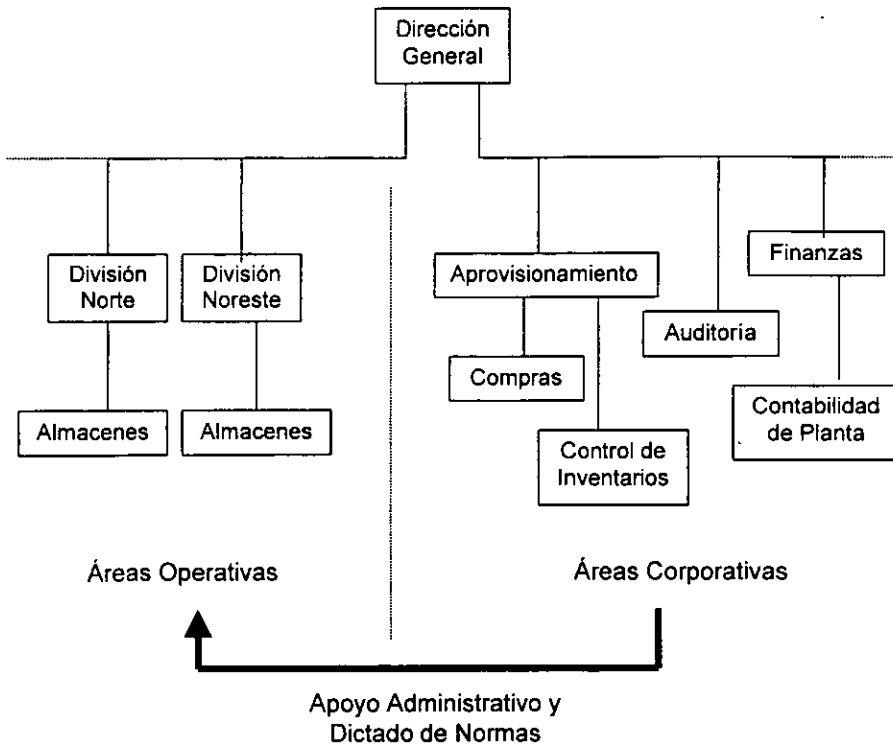 Dirección
General
División
Norte
División
Noreste
Aprovisionamiento
Finanzas
Auditoría
Compras
Almacenes
Almacenes
Contabilidad
de Planta
Control de
Inventarios
Áreas Operativas
Áreas Corporativas
Apoyo Administrativo y
Dictado de Normas